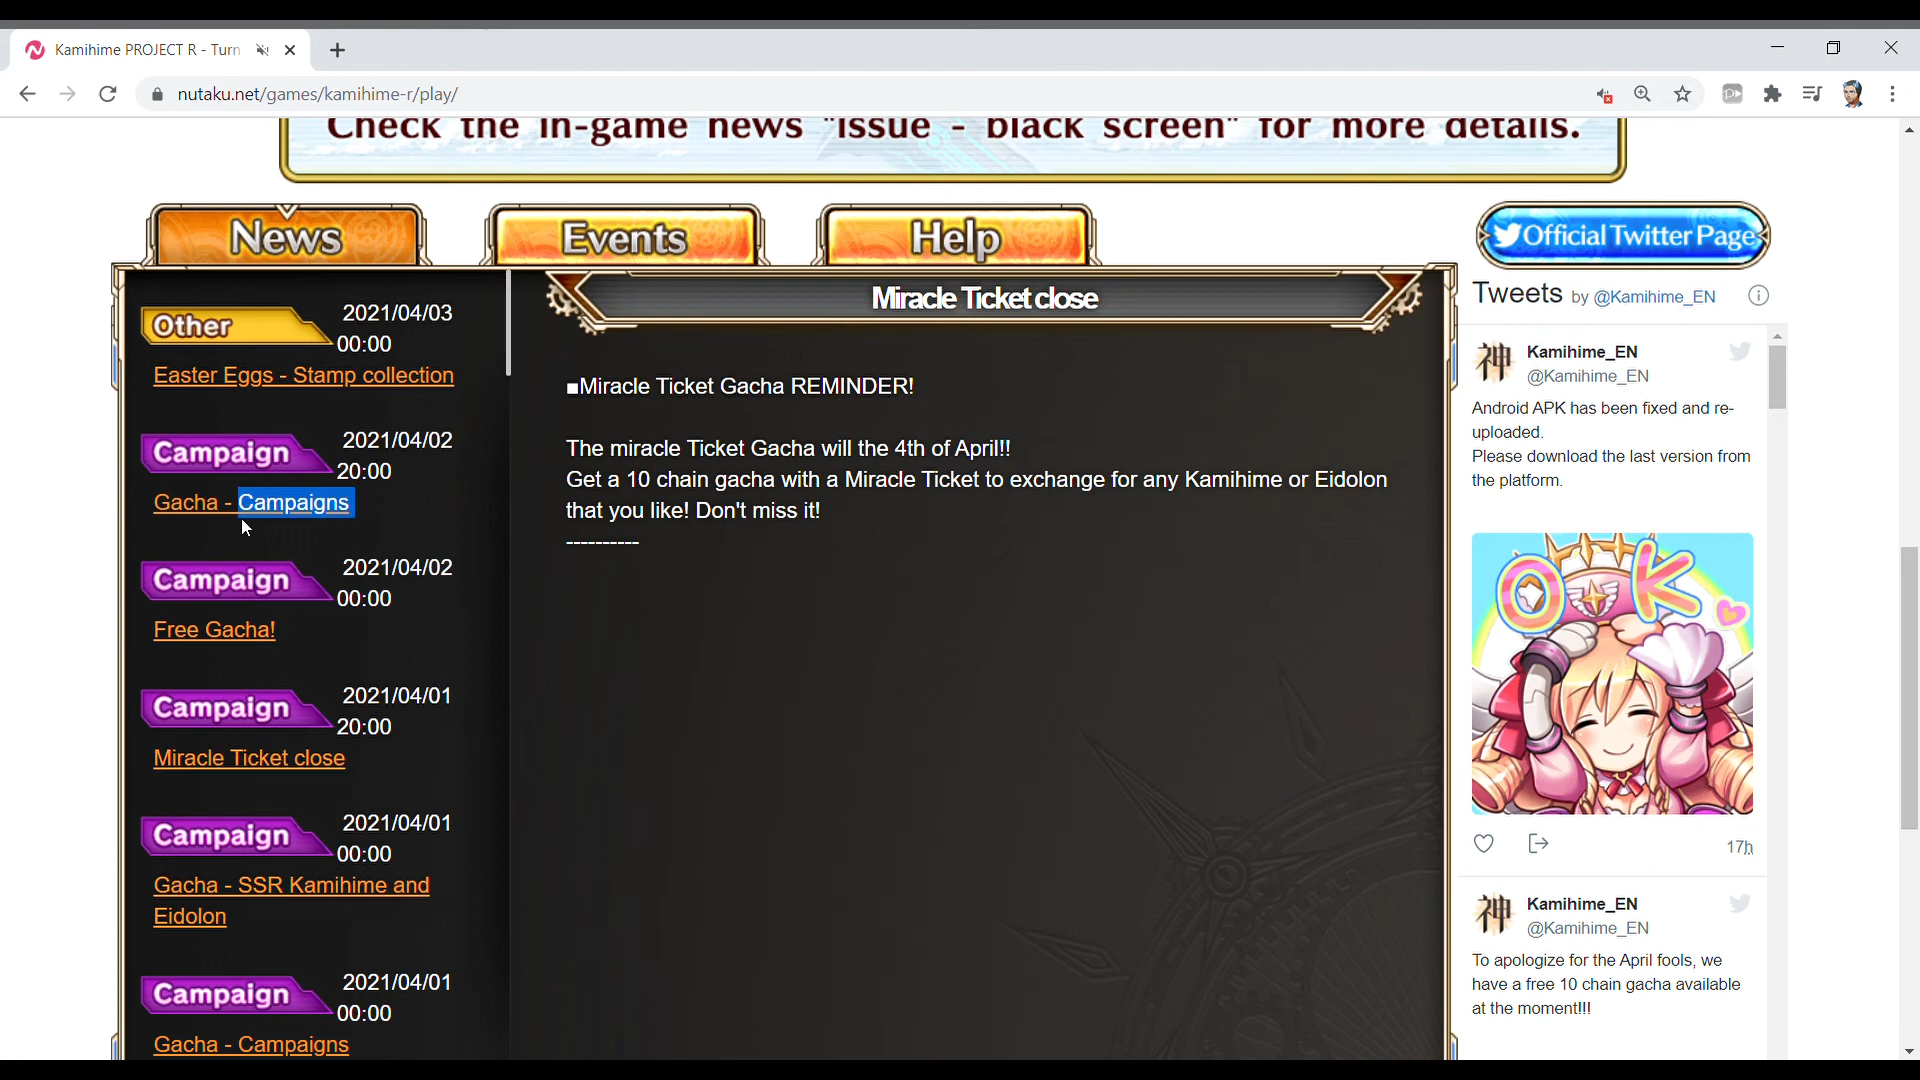 Kamihime PROJECT R - Turn
nutaku.net/games/kamihime-r/play/
Check the in-game news "issue - black screen" for more details.
News
Events
Help
Official Twitter Page
Other
2021/04/03
00:00
Easter Eggs - Stamp collection
Campaign
2021/04/02
20:00
Gacha - Campaigns
Campaign
2021/04/02
00:00
Free Gacha!
Campaign
2021/04/01
20:00
Miracle Ticket close
Campaign
2021/04/01
00:00
Gacha - SSR Kamihime and
Eidolon
Campaign
2021/04/01
00:00
Gacha - Campaigns
Miracle Ticket close
■Miracle Ticket Gacha REMINDER!
The miracle Ticket Gacha will the 4th of April!!
Get a 10 chain gacha with a Miracle Ticket to exchange for any Kamihime or Eidolon
that you like! Don't miss it!
----------
Tweets by @Kamihime_EN
神
Kamihime_EN
@Kamihime_EN
Android APK has been fixed and re-
uploaded.
Please download the last version from
the platform.
OK
17h
神
Kamihime_EN
@Kamihime_EN
To apologize for the April fools, we
have a free 10 chain gacha available
at the moment!!!